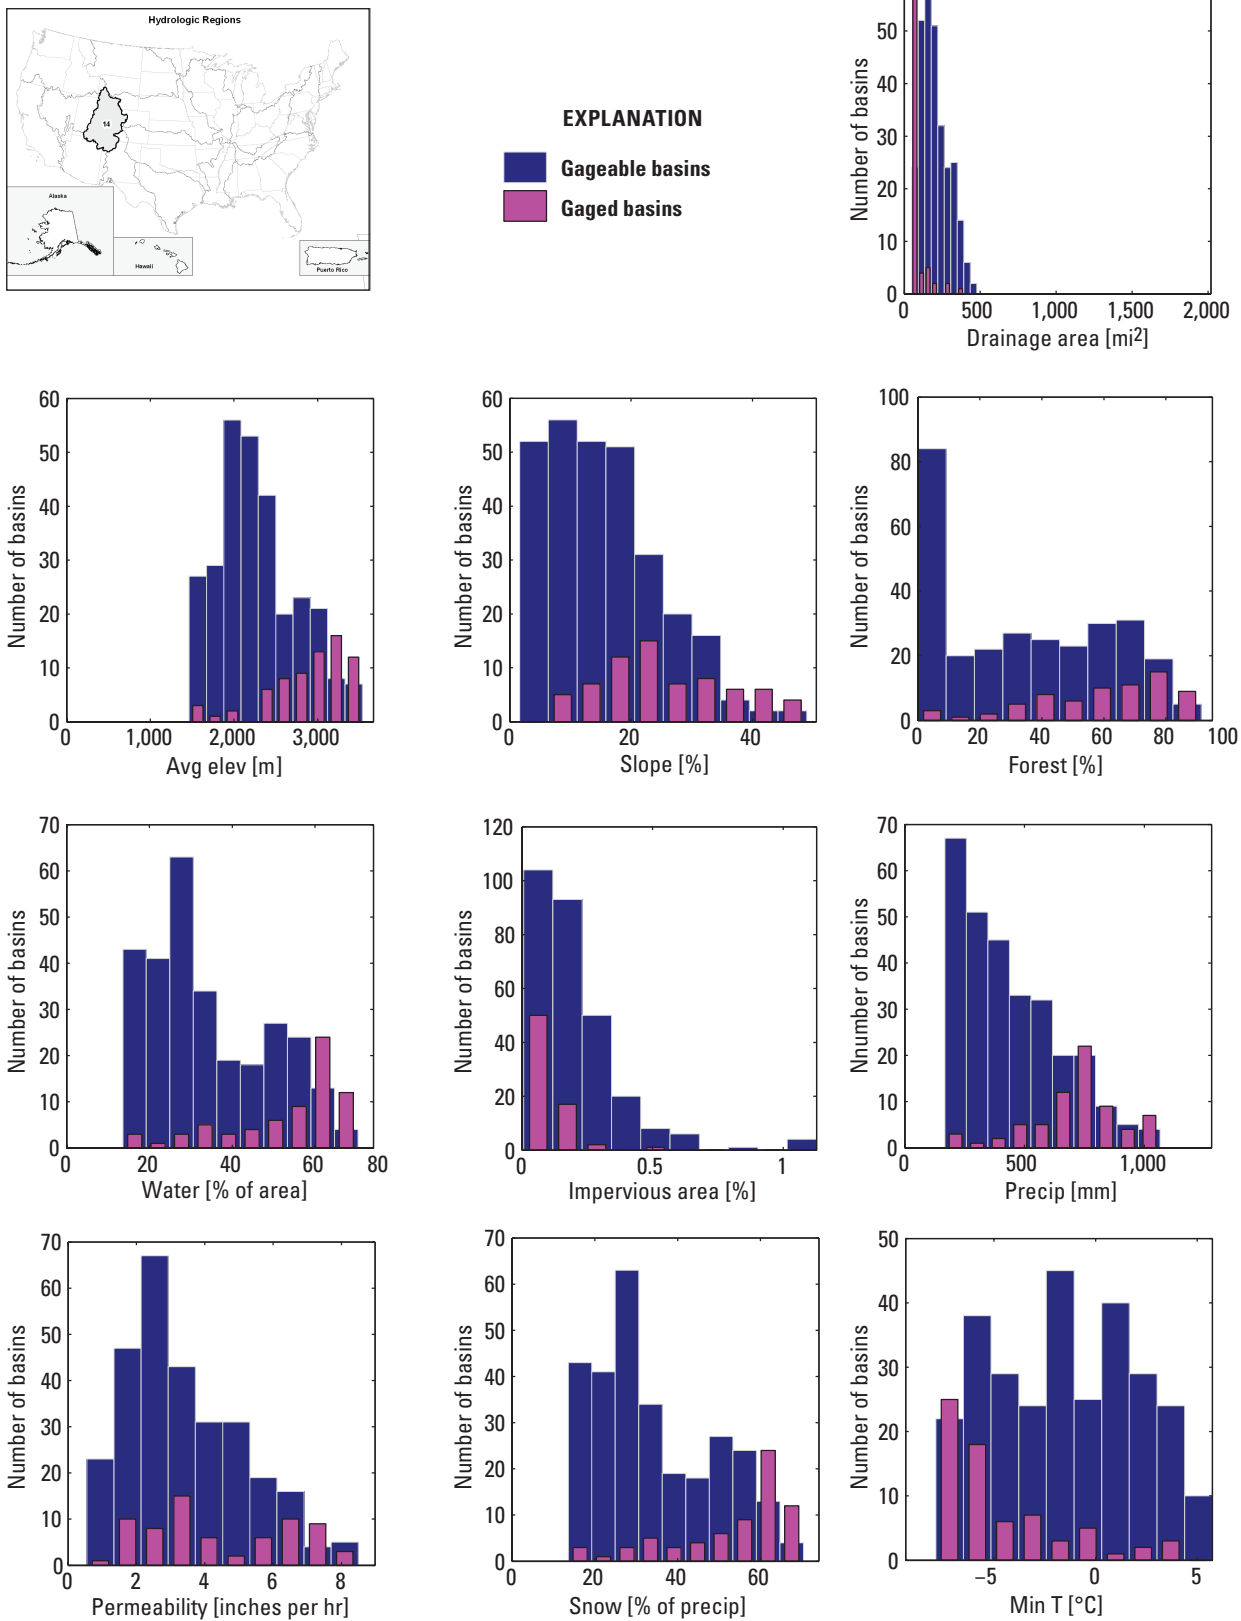 Hydrologic Regions
14
Alaska
Hawaii
Puerto Rico
EXPLANATION
Gageable basins
Gaged basins
Number of basins
50
40
30
20
10
0
0 500 1,000 1,500 2,000
Drainage area [mi2]
Number of basins
60
50
40
30
20
10
0
0 1,000 2,000 3,000
Avg elev [m]
Number of basins
60
50
40
30
20
10
0
0 20 40
Slope [%]
Number of basins
100
80
60
40
20
0
0 20 40 60 80 100
Forest [%]
Number of basins
70
60
50
40
30
20
10
0
0 20 40 60 80
Water [% of area]
Number of basins
120
100
80
60
40
20
0
0 0.5 1
Impervious area [%]
Nnumber of basins
70
60
50
40
30
20
10
0
0 500 1,000
Precip [mm]
Number of basins
70
60
50
40
30
20
10
0
0 2 4 6 8
Permeability [inches per hr]
Number of basins
70
60
50
40
30
20
10
0
0 20 40 60
Snow [% of precip]
Number of basins
50
40
30
20
10
0
–5 0 5
Min T [°C]